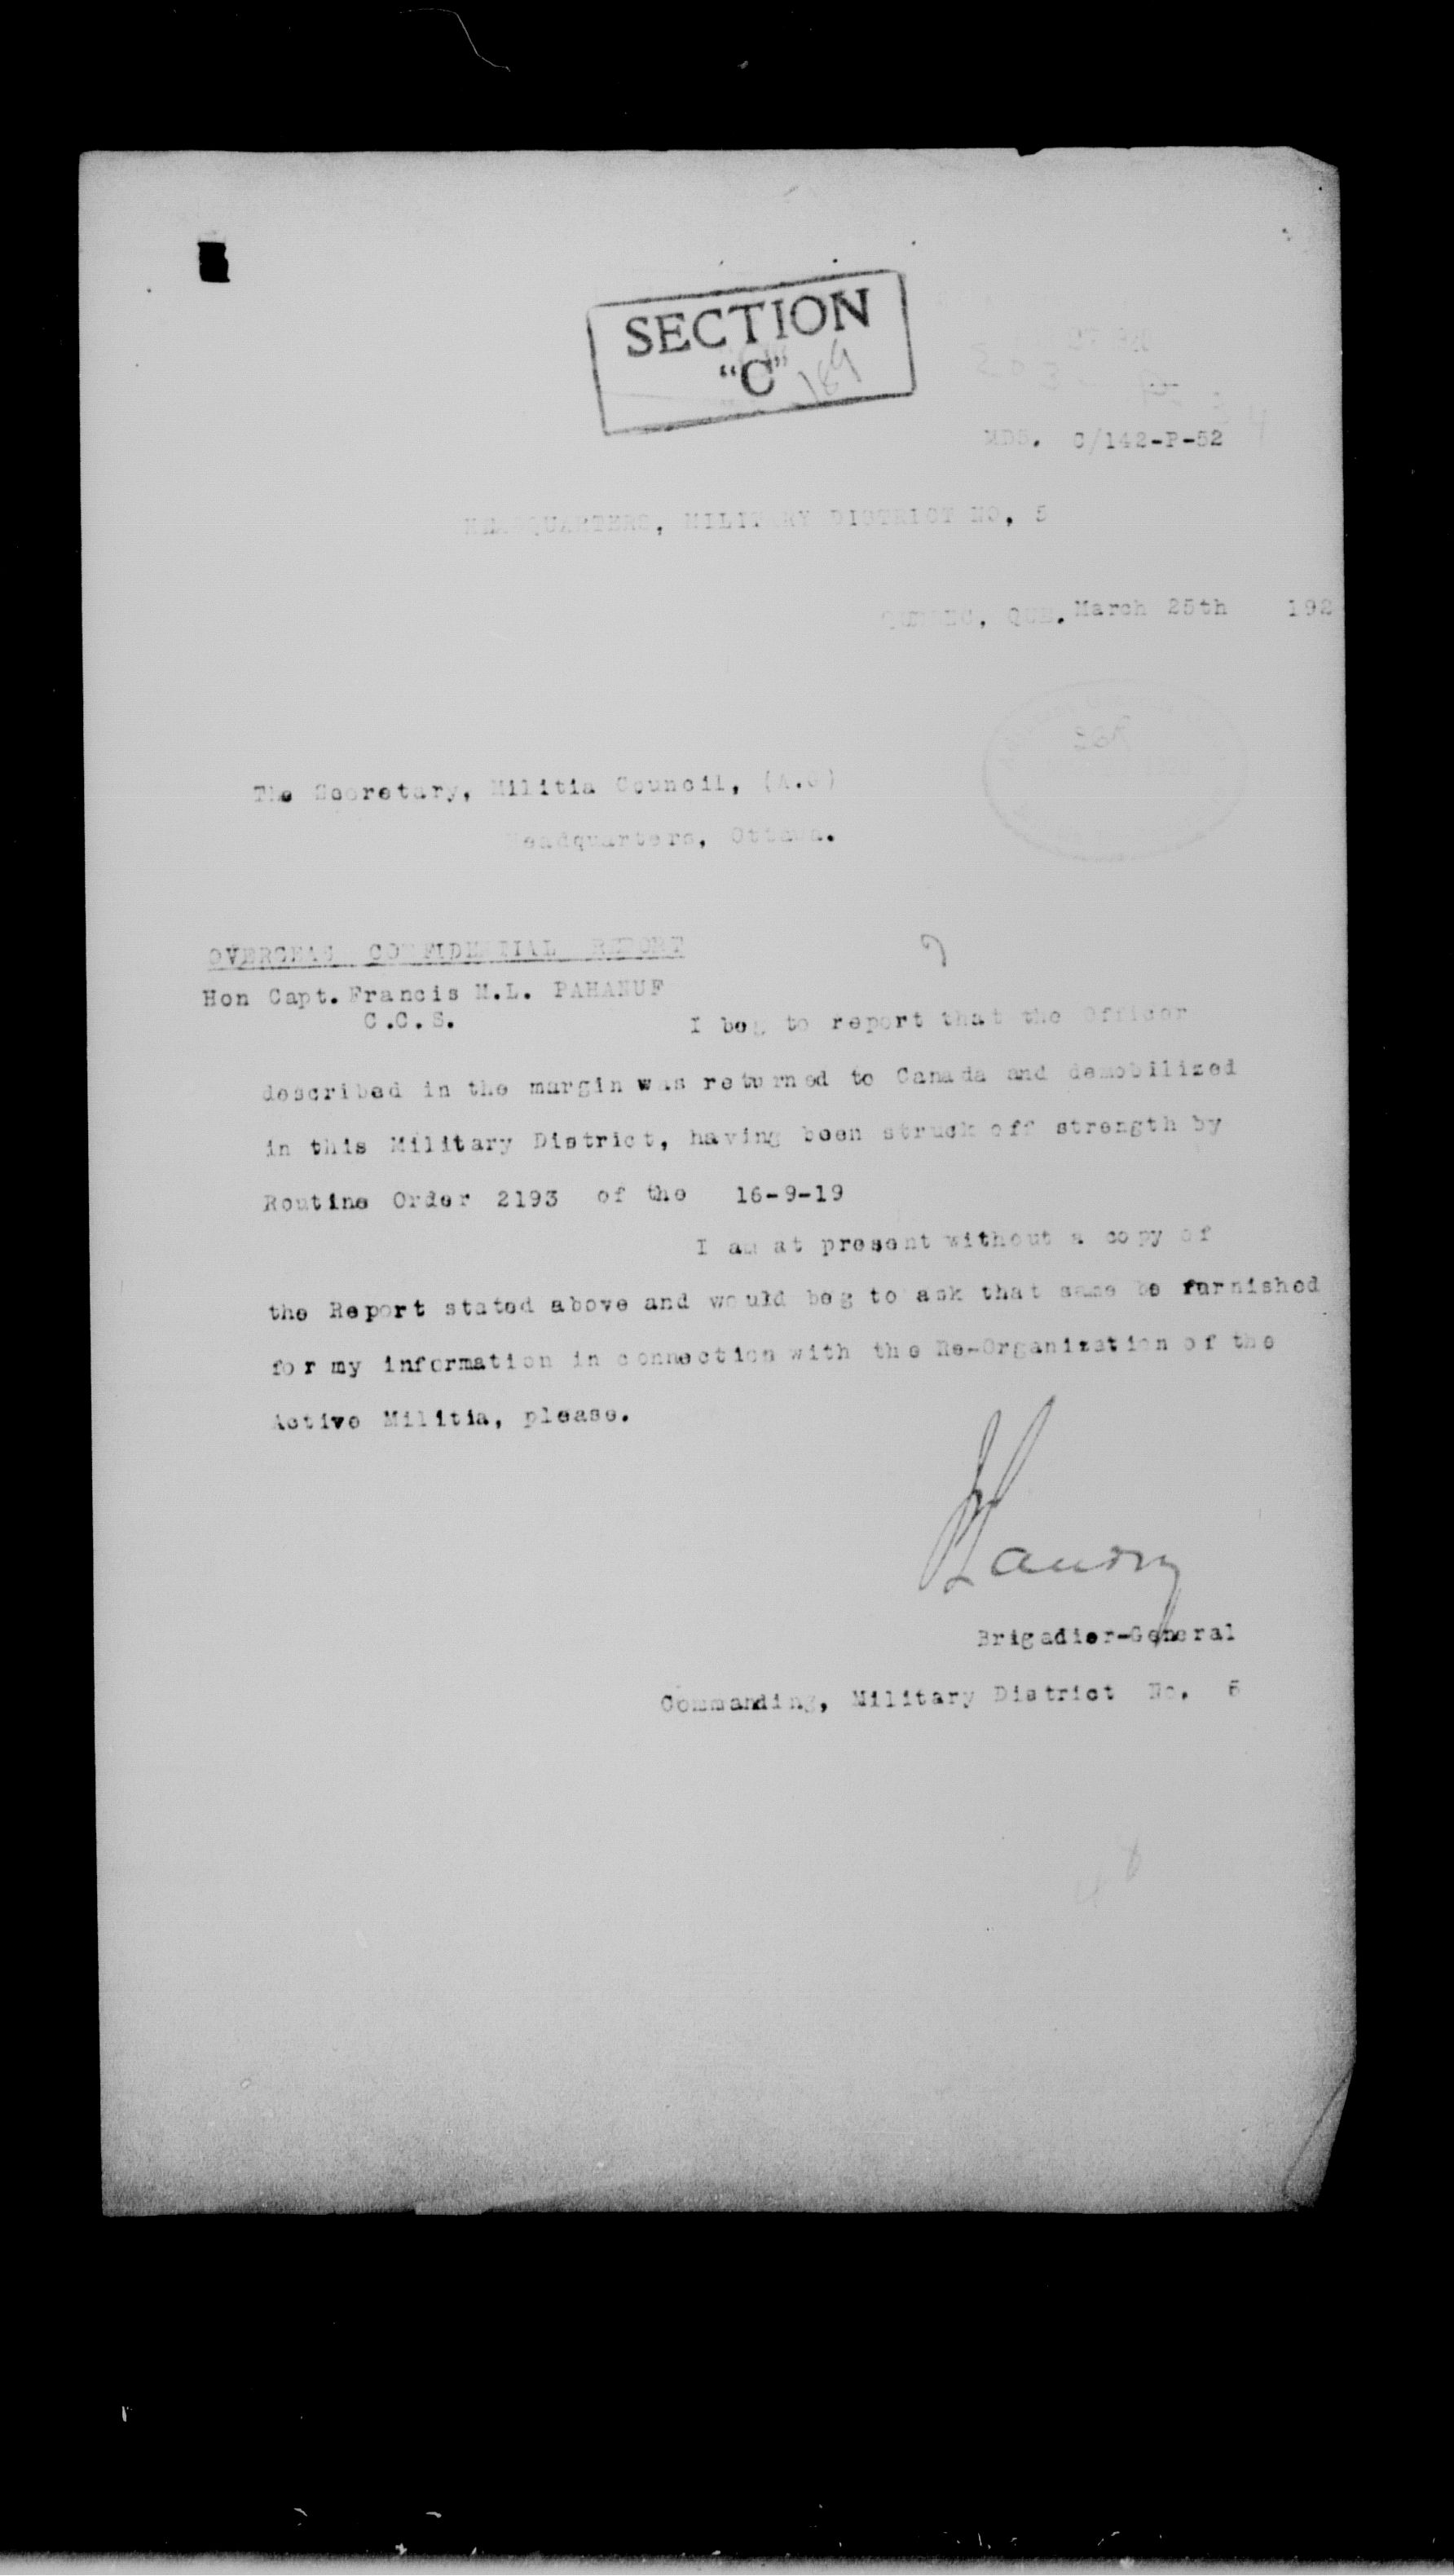 SECTION
"C"
189
MD5. C/142-P-52
HEADQUARTERS, MILITARY DISTRICT NO. 5
QUEBEC, QUE. March 25th 192
The Secretary, Militia Council, (A.G)
Headquarters, Ottawa.
OVERSEAS CONFIDENTIAL REPORT
Hon Capt. Francis M.L. PAHANUF
C.C.S.
I beg to report that the Officer
described in the margin was returned to Canada and demobilized
in this Military District, having been struck off strength by
Routine Order 2193 of the 16-9-19
I am at present without a copy of
the Report stated above and would beg to ask that same be furnished
for my information in connection with the Re-Organization of the
Active Militia, please.
Landry
Brigadier-General
Commanding, Military District No. 5